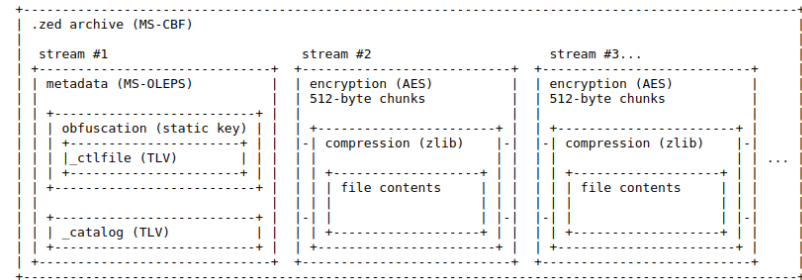 .zed archive (MS-CBF)
stream #1
metadata (MS-OLEPS)
obfuscation (static key)
_ctlfile (TLV)
_catalog (TLV)
stream #2
encryption (AES)
512-byte chunks
compression (zlib)
file contents
stream #3...
encryption (AES)
512-byte chunks
compression (zlib)
file contents
...